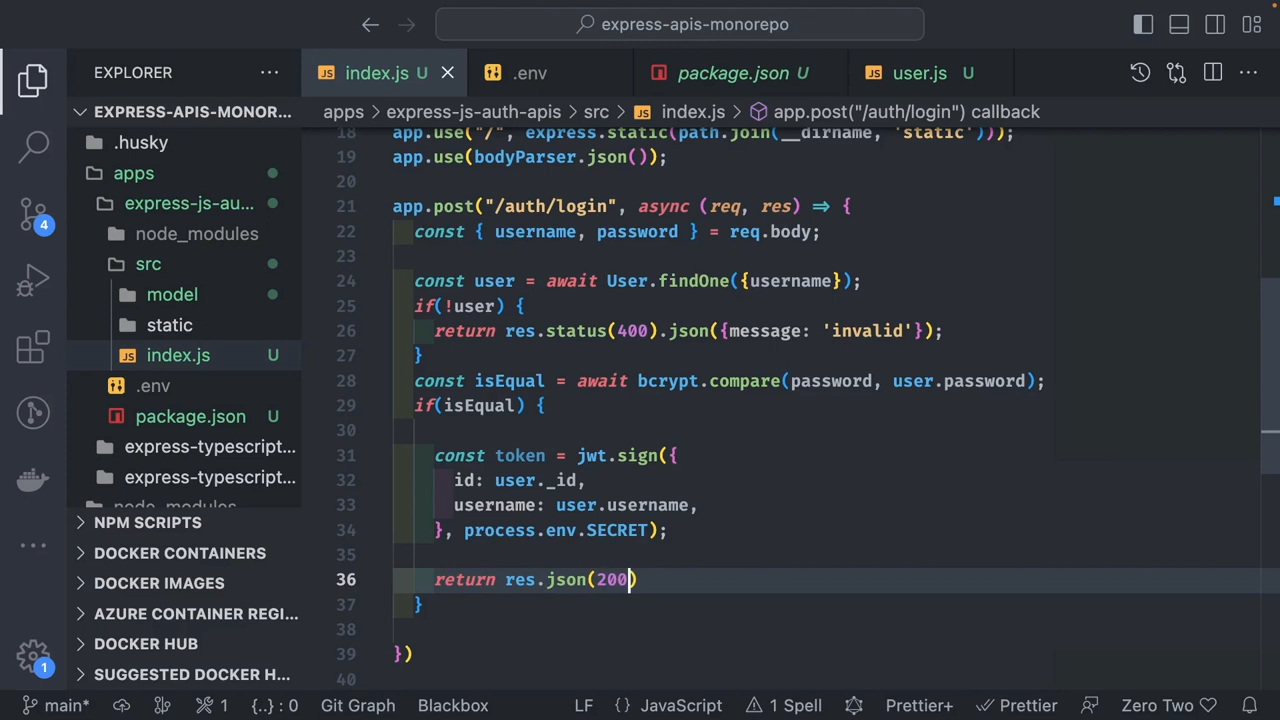 express-apis-monorepo
EXPLORER
index.js U
.env
package.json U
user.js U
EXPRESS-APIS-MONOR...
apps > express-js-auth-apis > src > index.js > app.post("/auth/login") callback
.husky
apps
express-js-au...
node_modules
src
model
static
index.js U
.env
package.json U
express-typescript...
express-typescript...
node_modules
NPM SCRIPTS
DOCKER CONTAINERS
DOCKER IMAGES
AZURE CONTAINER REGI...
DOCKER HUB
SUGGESTED DOCKER H...
4
1
18 app.use("/", express.static(path.join(__dirname, 'static')));
19 app.use(bodyParser.json());
20
21 app.post("/auth/login", async (req, res) => {
22 const { username, password } = req.body;
23
24 const user = await User.findOne({username});
25 if(!user) {
26 return res.status(400).json({message: 'invalid'});
27 }
28 const isEqual = await bcrypt.compare(password, user.password);
29 if(isEqual) {
30
31 const token = jwt.sign({
32 id: user._id,
33 username: user.username,
34 }, process.env.SECRET);
35
36 return res.json(200)
37 }
38
39 })
40
main* 1 {..} : 0 Git Graph Blackbox LF {} JavaScript 1 Spell Prettier+ Prettier Zero Two